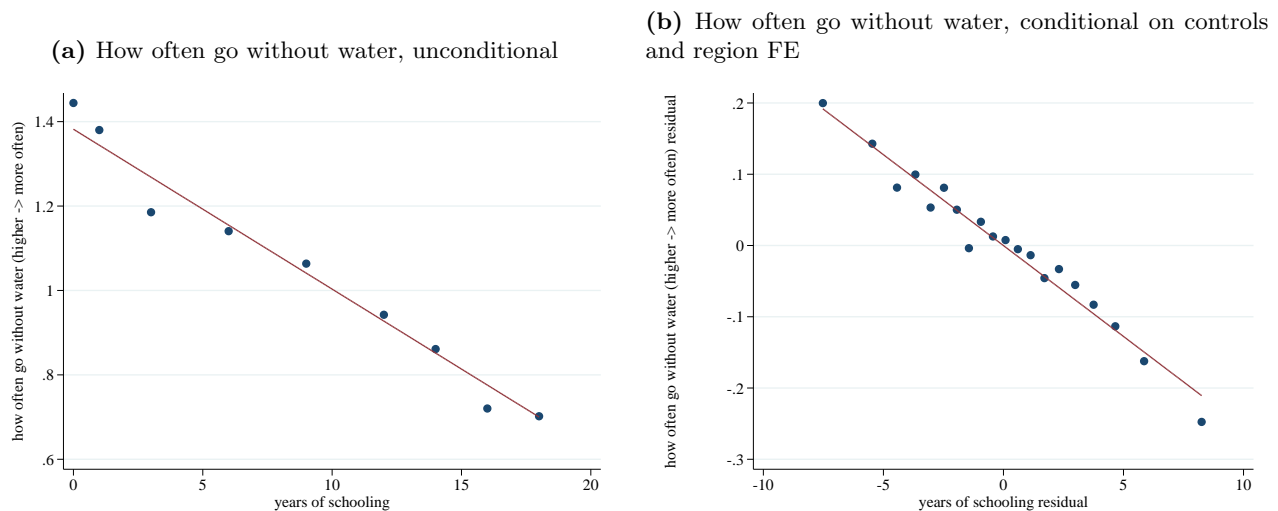 (a) How often go without water, unconditional
how often go without water (higher -> more often)
1.4
1.2
1
.8
.6
0 5 10 15 20
years of schooling
(b) How often go without water, conditional on controls
and region FE
how often go without water (higher -> more often) residual
.2
.1
0
-.1
-.2
-.3
-10 -5 0 5 10
years of schooling residual